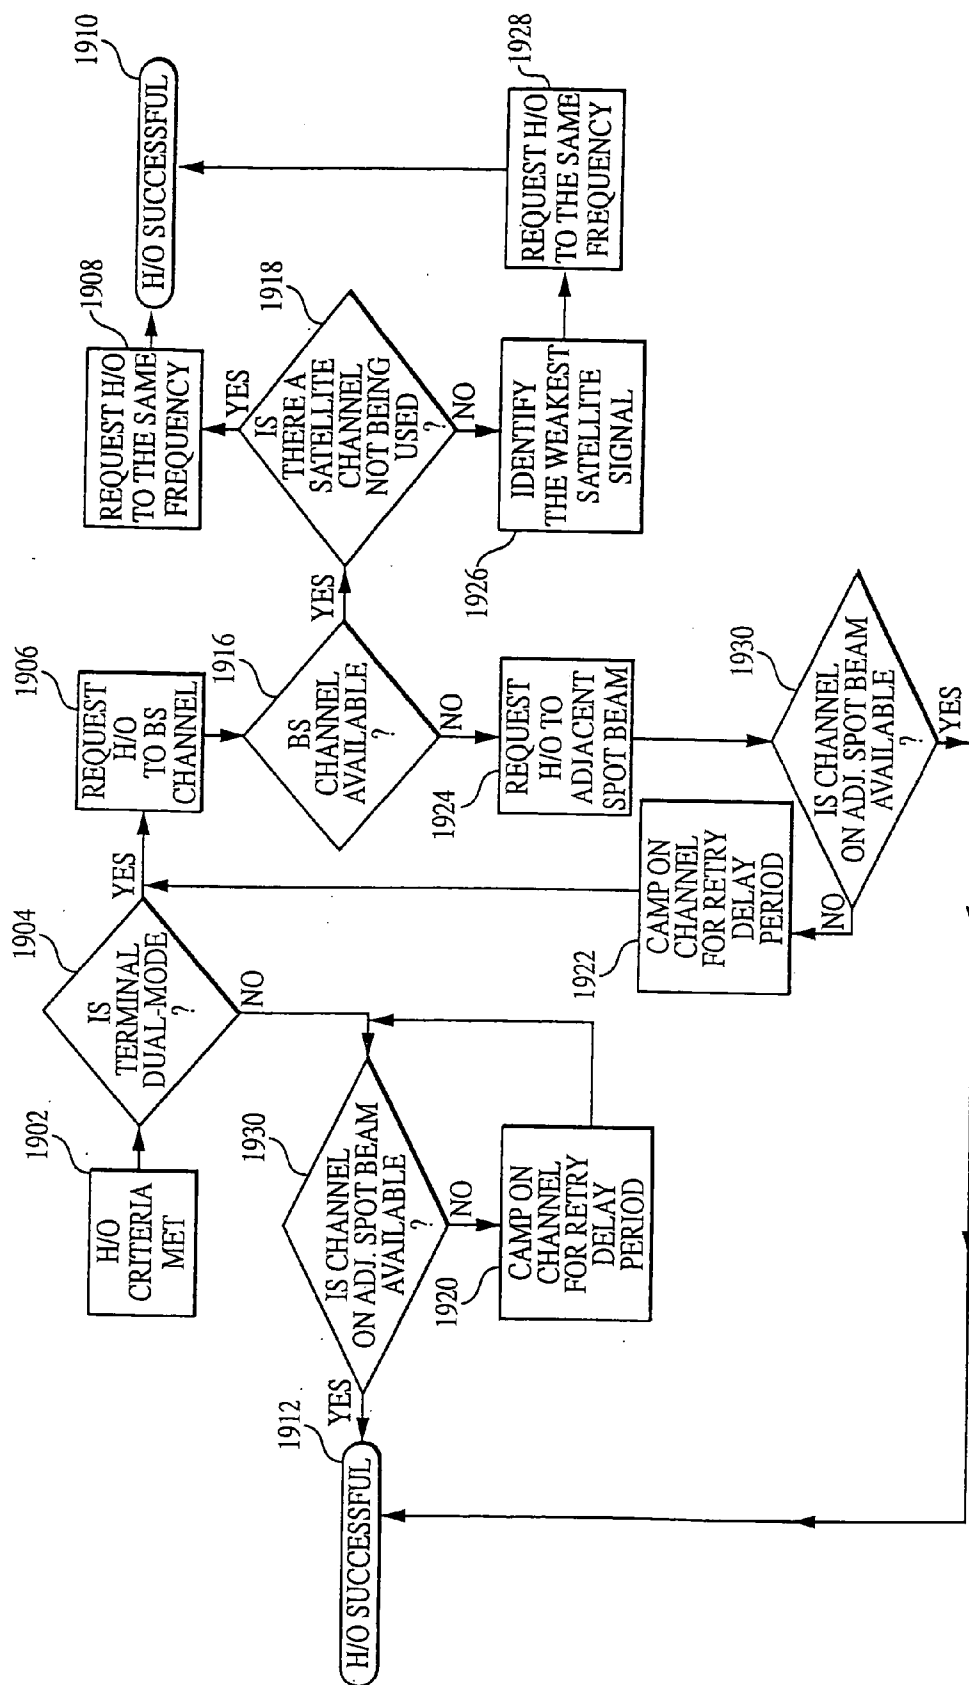 1902
H/O
CRITERIA
MET
1904
IS
TERMINAL
DUAL-MODE
?
YES
NO
1906
REQUEST
H/O
TO BS
CHANNEL
1916
BS
CHANNEL
AVAILABLE
?
YES
NO
1908
REQUEST H/O
TO THE SAME
FREQUENCY
1910
H/O SUCCESSFUL
1918
IS
THERE A
SATELLITE
CHANNEL
NOT BEING
USED
?
YES
NO
1926
IDENTIFY
THE WEAKEST
SATELLITE
SIGNAL
1928
REQUEST H/O
TO THE SAME
FREQUENCY
1912
H/O SUCCESSFUL
1930
IS CHANNEL
ON ADJ. SPOT BEAM
AVAILABLE
?
YES
NO
1920
CAMP ON
CHANNEL
FOR RETRY
DELAY
PERIOD
1924
REQUEST
H/O TO
ADJACENT
SPOT BEAM
1922
CAMP ON
CHANNEL
FOR RETRY
DELAY
PERIOD
1930
IS CHANNEL
ON ADJ. SPOT BEAM
AVAILABLE
?
NO
YES